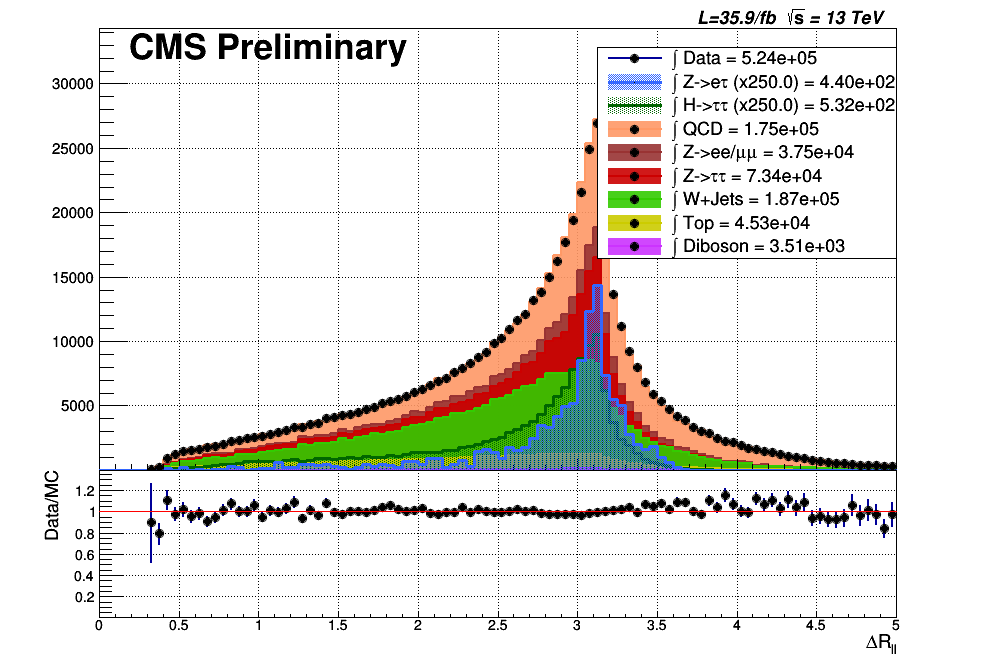 L=35.9/fb √s = 13 TeV
CMS Preliminary
∫ Data = 5.24e+05
∫ Z->eτ (x250.0) = 4.40e+02
∫ H->ττ (x250.0) = 5.32e+02
∫ QCD = 1.75e+05
∫ Z->ee/μμ = 3.75e+04
∫ Z->ττ = 7.34e+04
∫ W+Jets = 1.87e+05
∫ Top = 4.53e+04
∫ Diboson = 3.51e+03
30000
25000
20000
15000
10000
5000
Data/MC
1.2
1
0.8
0.6
0.4
0.2
0 0.5 1 1.5 2 2.5 3 3.5 4 4.5 5
ΔR_ll